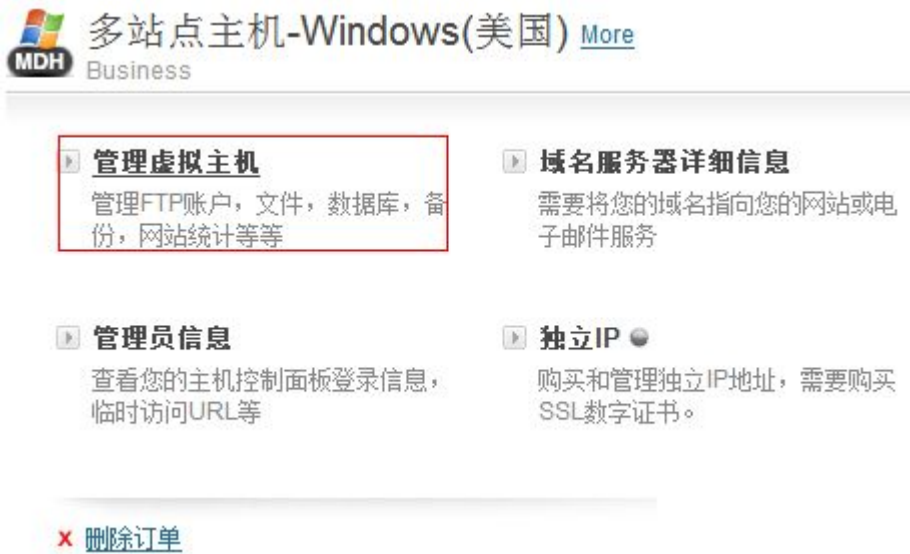 多站点主机-Windows(美国) More
MDH
Business
管理虚拟主机
管理FTP账户，文件，数据库，备
份，网站统计等等
域名服务器详细信息
需要将您的域名指向您的网站或电
子邮件服务
管理员信息
查看您的主机控制面板登录信息，
临时访问URL等
独立IP
购买和管理独立IP地址，需要购买
SSL数字证书。
x 删除订单